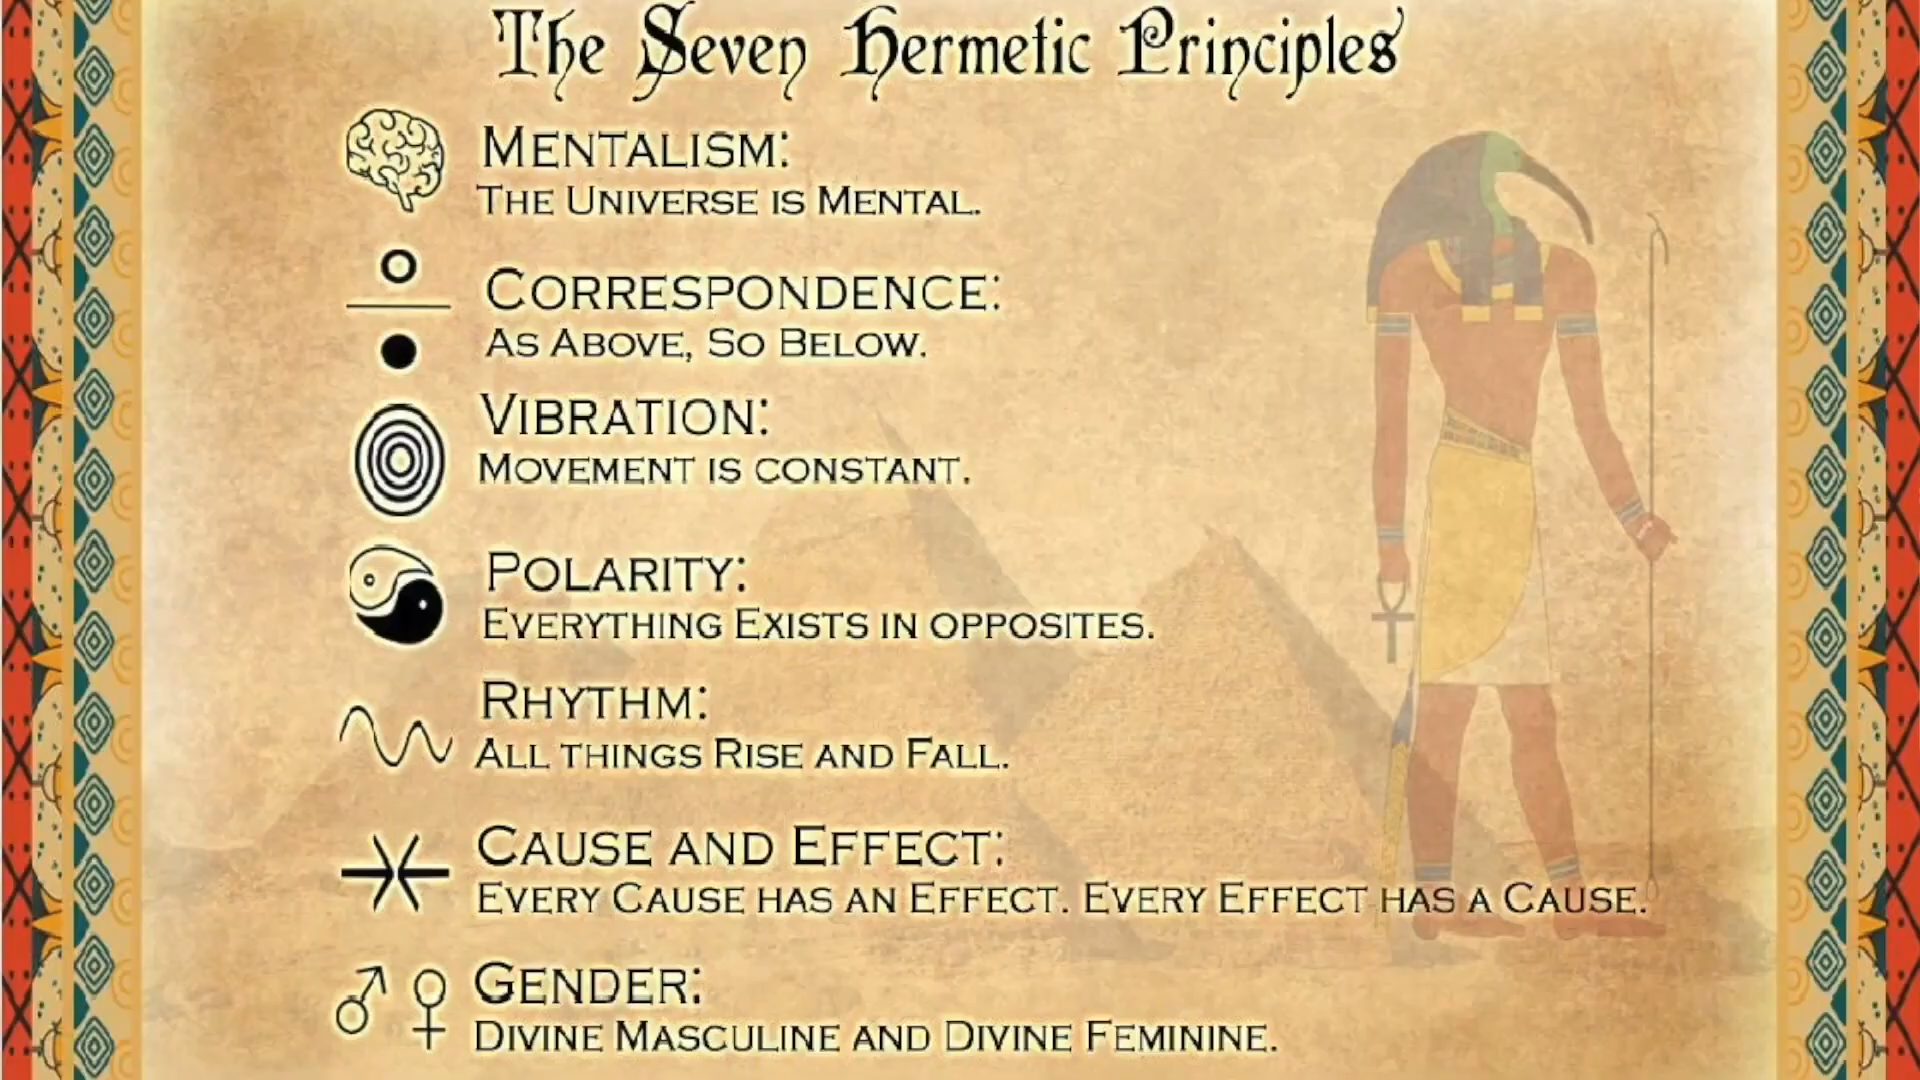 The Seven Hermetic Principles
MENTALISM:
THE UNIVERSE IS MENTAL.
CORRESPONDENCE:
AS ABOVE, SO BELOW.
VIBRATION:
MOVEMENT IS CONSTANT.
POLARITY:
EVERYTHING EXISTS IN OPPOSITES.
RHYTHM:
ALL THINGS RISE AND FALL.
CAUSE AND EFFECT:
EVERY CAUSE HAS AN EFFECT. EVERY EFFECT HAS A CAUSE.
GENDER:
DIVINE MASCULINE AND DIVINE FEMININE.